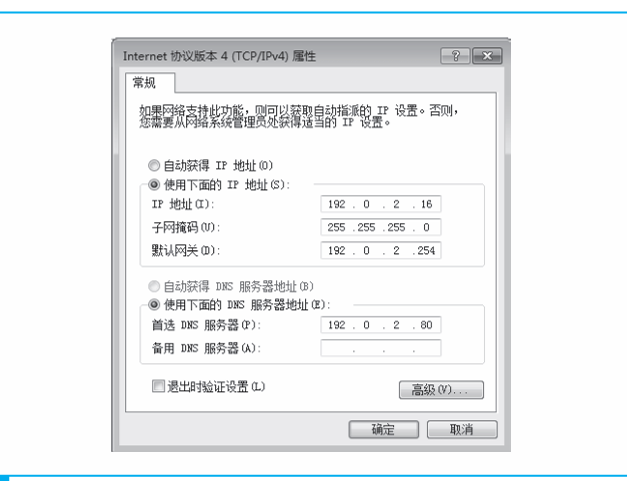 Internet 协议版本 4 (TCP/IPv4) 属性
常规
如果网络支持此功能，则可以获取自动指派的 IP 设置。否则，
您需要从网络系统管理员处获得适当的 IP 设置。
自动获得 IP 地址(O)
使用下面的 IP 地址(S):
IP 地址(I): 192 . 0 . 2 . 16
子网掩码(U): 255 .255 .255 . 0
默认网关(D): 192 . 0 . 2 .254
自动获得 DNS 服务器地址(B)
使用下面的 DNS 服务器地址(E):
首选 DNS 服务器(P): 192 . 0 . 2 . 80
备用 DNS 服务器(A): . . .
退出时验证设置(L)
高级(V)...
确定 取消